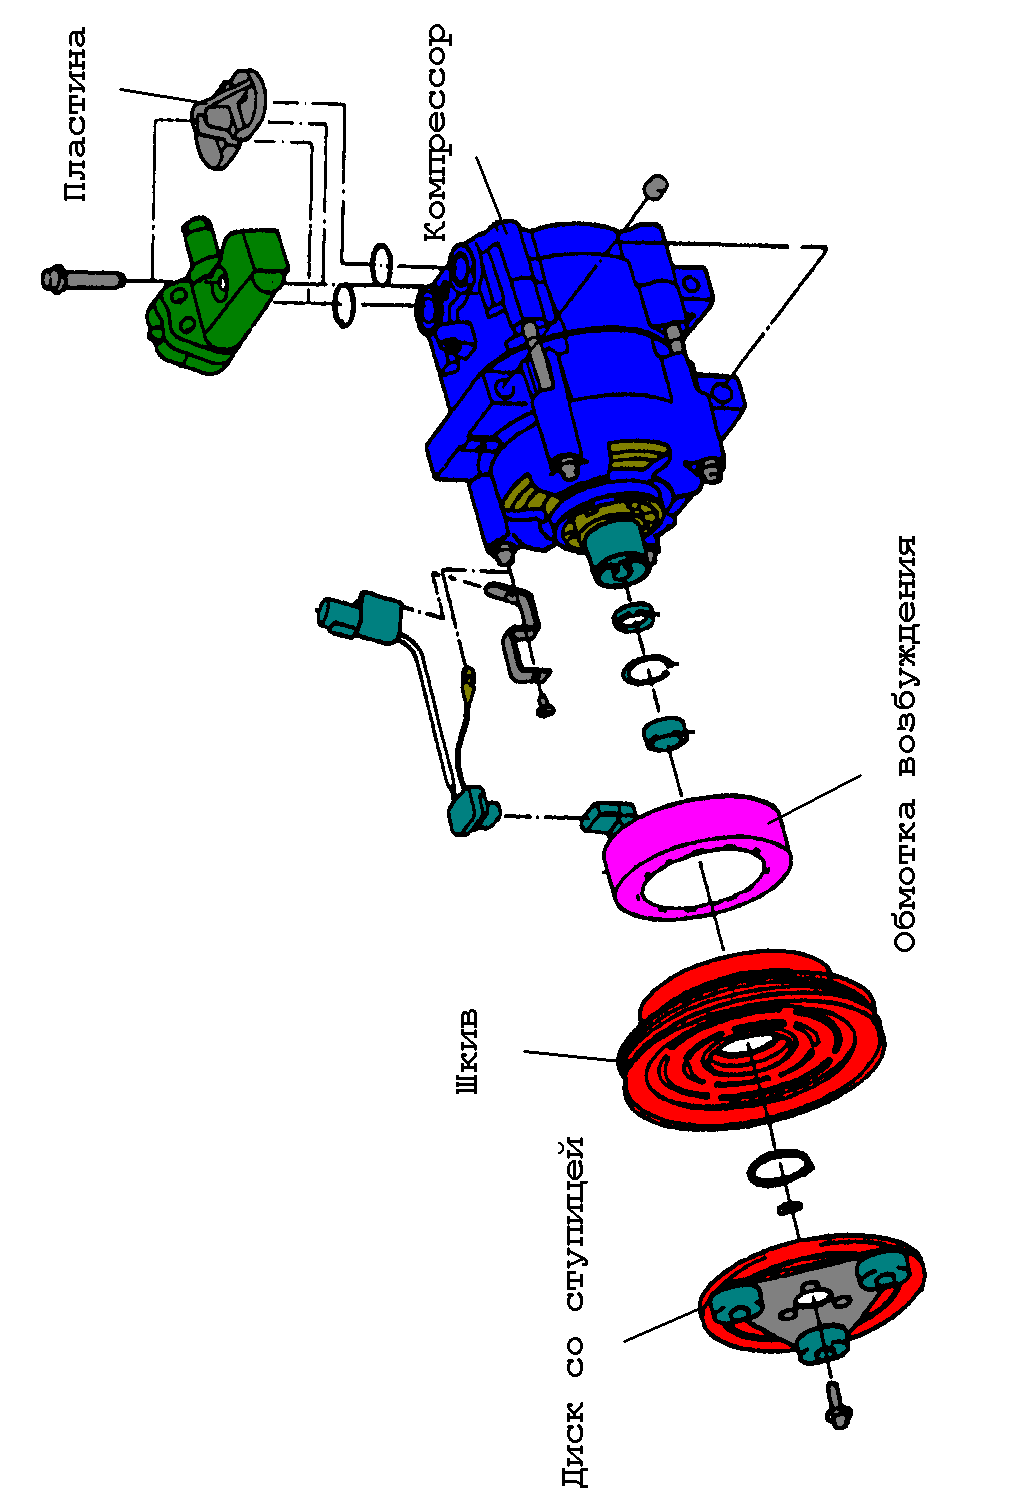 Пластина
Компрессор
Обмотка возбуждения
Шкив
Диск со ступицей